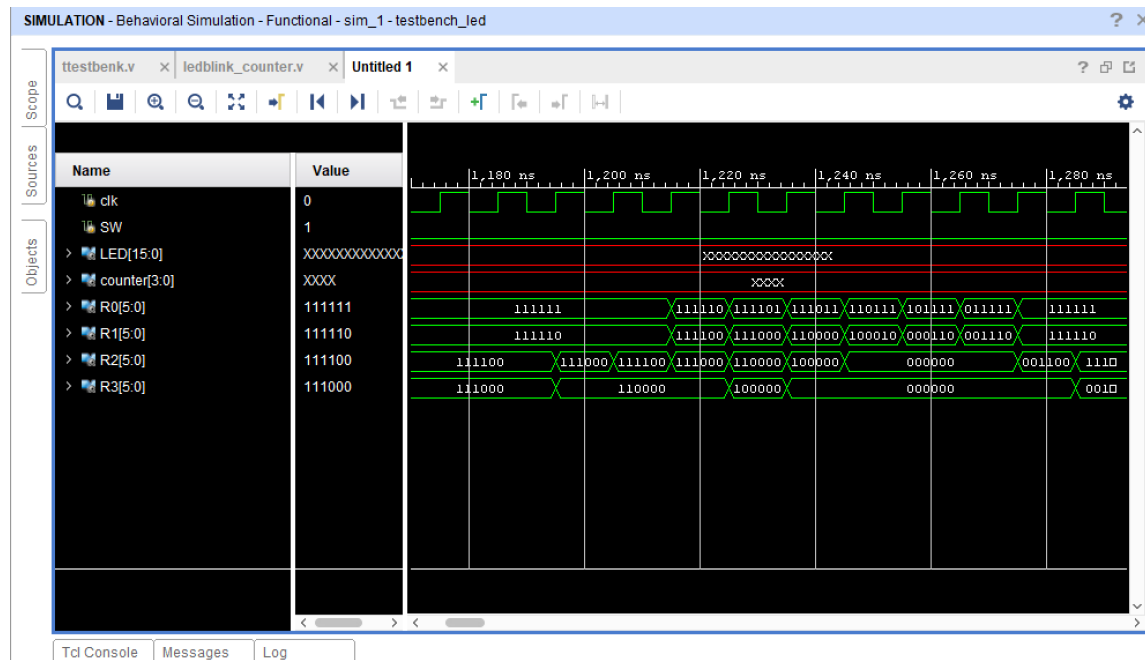 SIMULATION - Behavioral Simulation - Functional - sim_1 - testbench_led
Scope
Sources
Objects
ttestbenk.v
ledblink_counter.v
Untitled 1
Name Value
1,180 ns 1,200 ns 1,220 ns 1,240 ns 1,260 ns 1,280 ns
clk 0
SW 1
LED[15:0] XXXXXXXXXXXXX XXXXXXXXXXXXXXXX
counter[3:0] XXXX XXXX
R0[5:0] 111111 111111 111110 111101 111011 110111 101111 011111 111111
R1[5:0] 111110 111110 111100 111000 110000 100010 000110 001110 111110
R2[5:0] 111100 111100 111000 111100 111000 110000 100000 000000 001100 111
R3[5:0] 111000 111000 110000 100000 000000 001
Tcl Console Messages Log